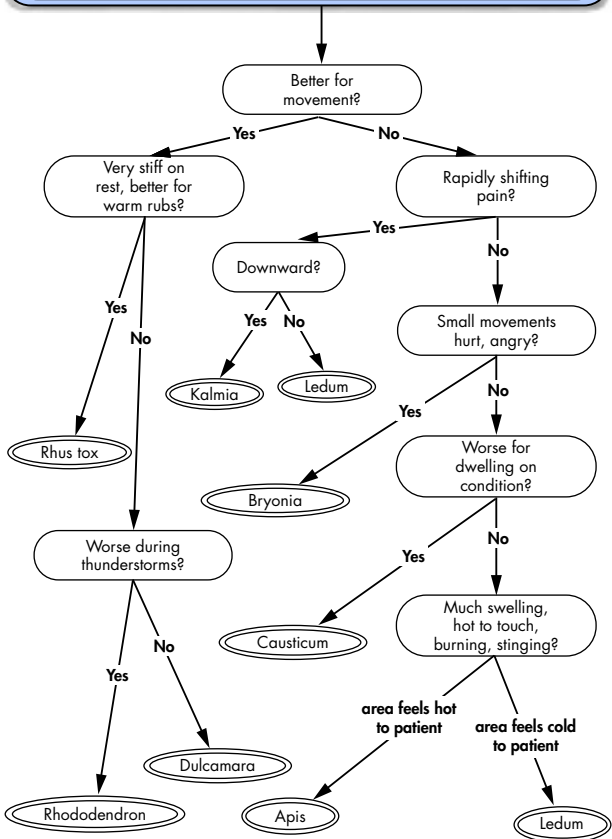 Better for
movement?
Yes
No
Very stiff on
rest, better for
warm rubs?
Rapidly shifting
pain?
Yes
No
Downward?
Yes
No
Small movements
hurt, angry?
Yes
No
Kalmia
Ledum
Yes
No
Rhus tox
Bryonia
Worse for
dwelling on
condition?
Worse during
thunderstorms?
Yes
No
Causticum
Much swelling,
hot to touch,
burning, stinging?
Yes
No
area feels hot
to patient
area feels cold
to patient
Dulcamara
Rhododendron
Apis
Ledum